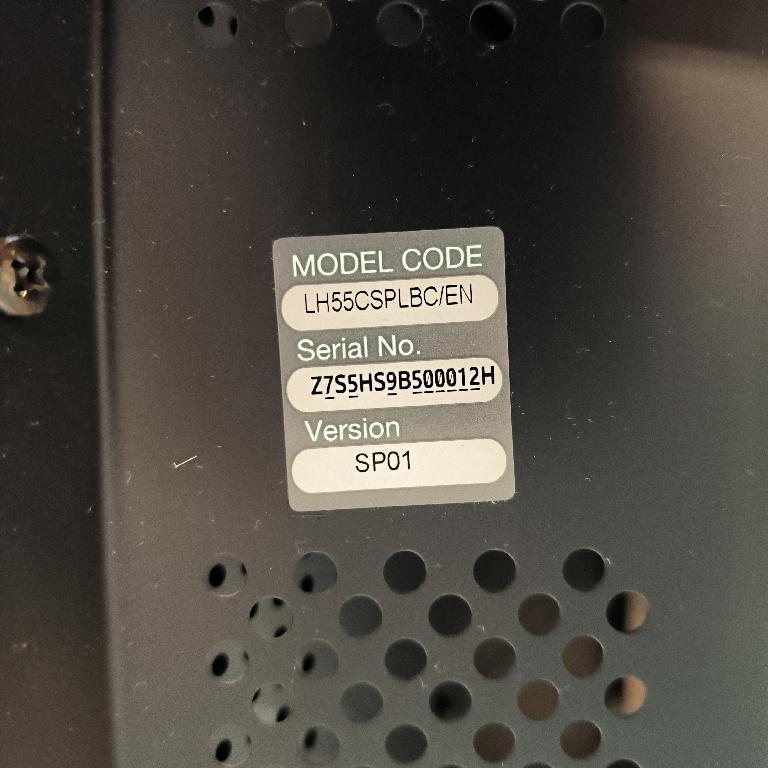 MODEL CODE
LH55CSPLBC/EN
Serial No.
Z7S5HS9B500012H
Version
SP01